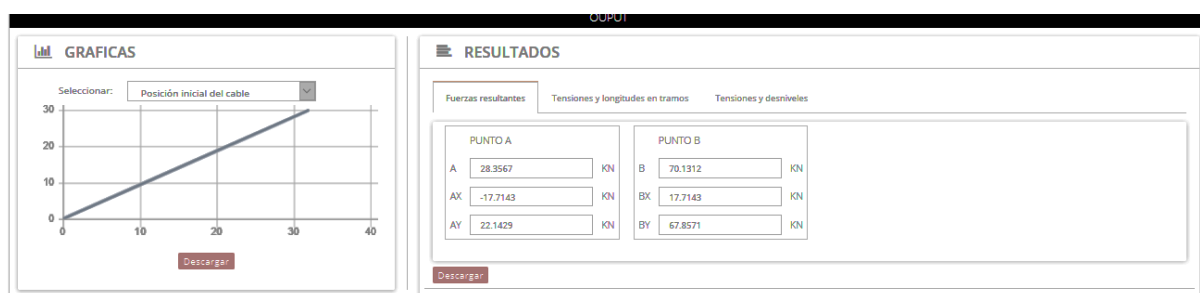 OUPUT
GRAFICAS
Seleccionar: Posición inicial del cable
30
20
10
0
0 10 20 30 40
Descargar
RESULTADOS
Fuerzas resultantes Tensiones y longitudes en tramos Tensiones y desniveles
PUNTO A
A 28.3567 KN
AX -17.7143 KN
AY 22.1429 KN
PUNTO B
B 70.1312 KN
BX 17.7143 KN
BY 67.8571 KN
Descargar